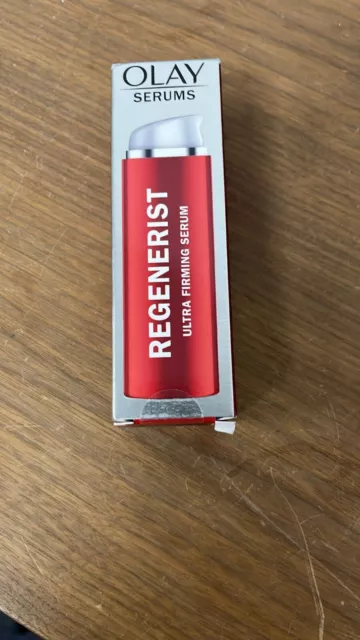 OLAY
SERUMS
REGENERIST
ULTRA FIRMING SERUM